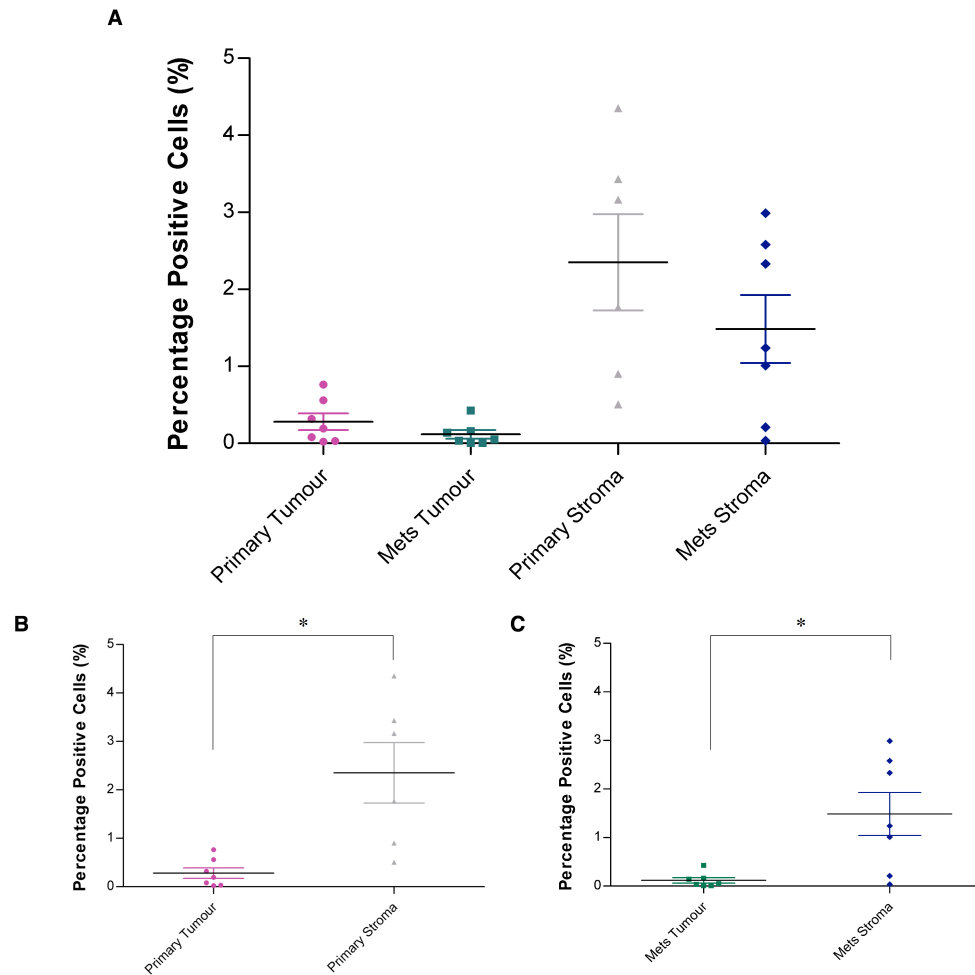 A
Percentage Positive Cells (%)
5
4
3
2
1
0
Primary Tumour
Mets Tumour
Primary Stroma
Mets Stroma
B
*
Percentage Positive Cells (%)
5
4
3
2
1
0
Primary Tumour
Primary Stroma
C
*
Percentage Positive Cells (%)
5
4
3
2
1
0
Mets Tumour
Mets Stroma